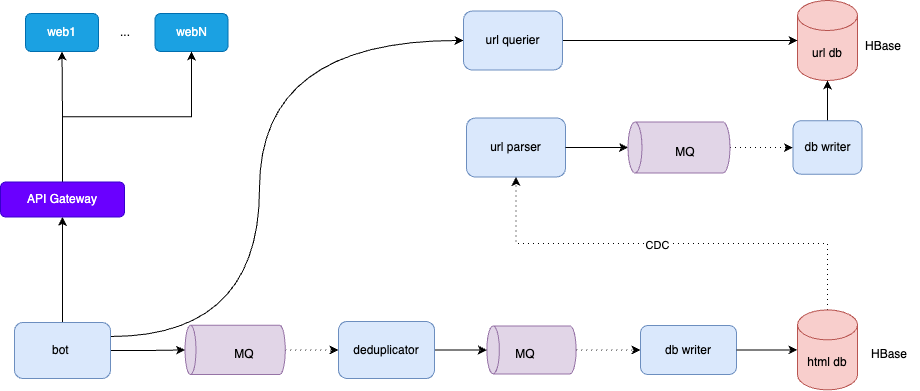 web1
...
webN
url querier
url db
HBase
url parser
MQ
db writer
API Gateway
CDC
bot
MQ
deduplicator
MQ
db writer
html db
HBase